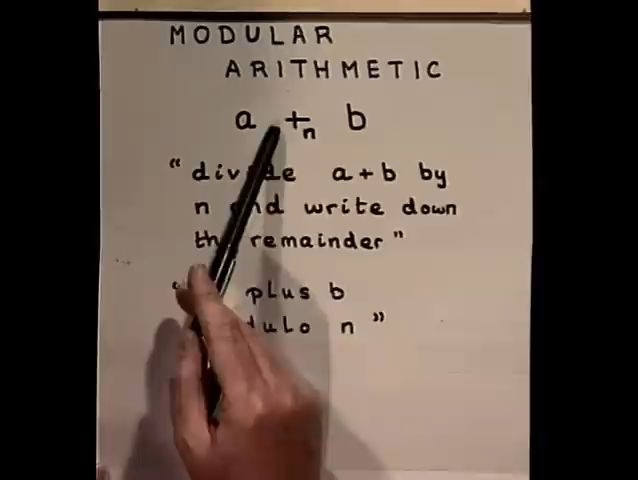 MODULAR
ARITHMETIC
a +n b
" divide a + b by
n and write down
the remainder "
" plus b
n "